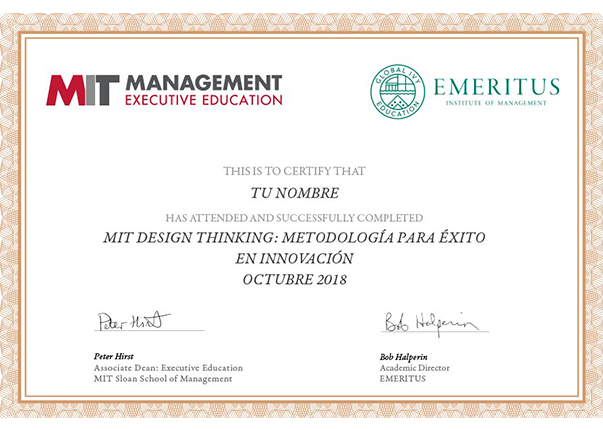 MIT MANAGEMENT
EXECUTIVE EDUCATION
GLOBAL IVY
EDUCATION
EMERITUS
INSTITUTE OF MANAGEMENT
THIS IS TO CERTIFY THAT
TU NOMBRE
HAS ATTENDED AND SUCCESSFULLY COMPLETED
MIT DESIGN THINKING: METODOLOGÍA PARA ÉXITO
EN INNOVACIÓN
OCTUBRE 2018
Peter Hirst
Bob Halperin
Peter Hirst
Associate Dean: Executive Education
MIT Sloan School of Management
Bob Halperin
Academic Director
EMERITUS